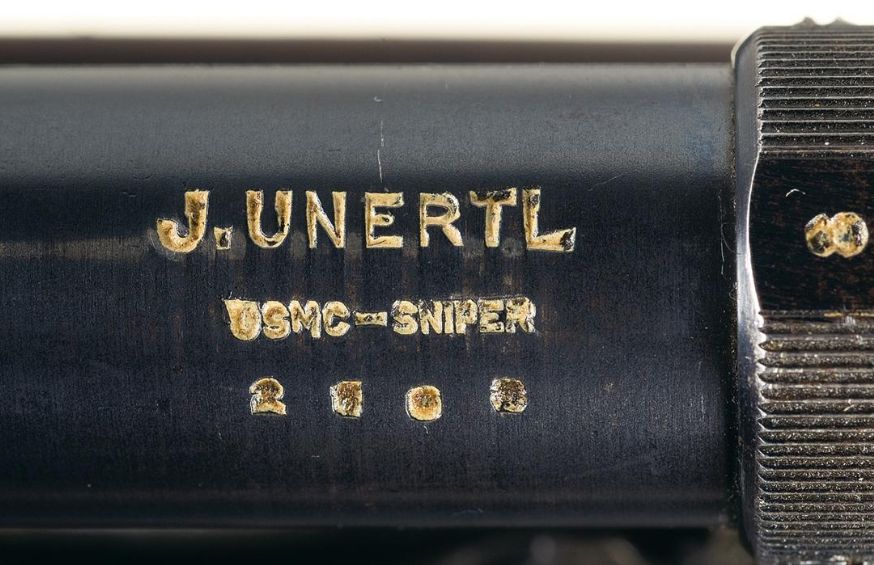 J. UNERTL
USMC-SNIPER
8